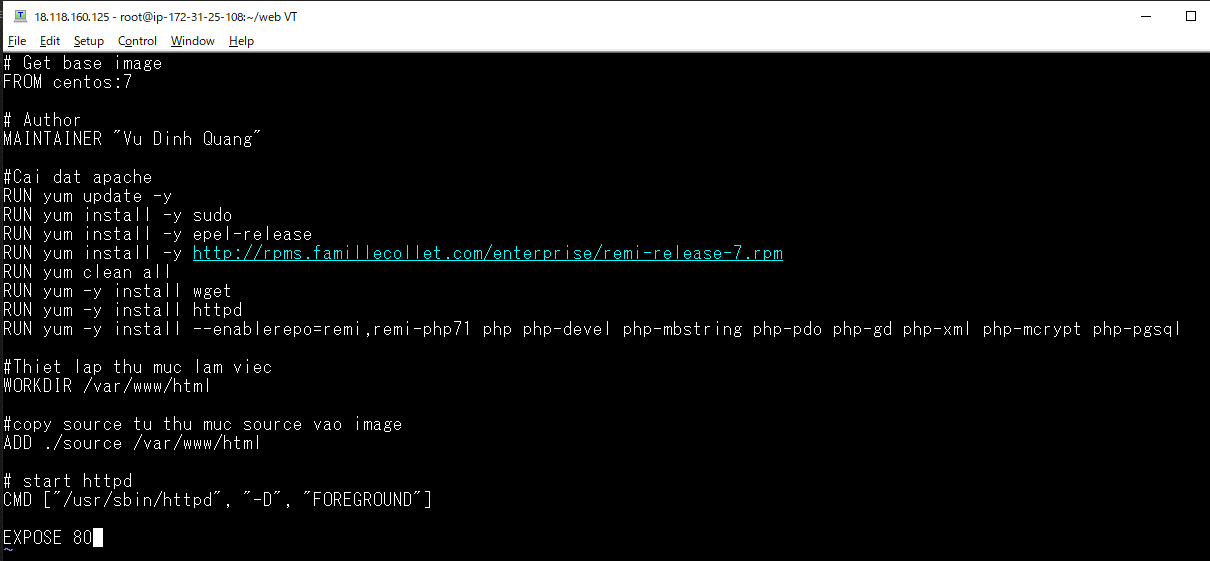 18.118.160.125 - root@ip-172-31-25-108:~/web VT
File Edit Setup Control Window Help
# Get base image
FROM centos:7
# Author
MAINTAINER "Vu Dinh Quang"
#Cai dat apache
RUN yum update -y
RUN yum install -y sudo
RUN yum install -y epel-release
RUN yum install -y http://rpms.famillecollet.com/enterprise/remi-release-7.rpm
RUN yum clean all
RUN yum -y install wget
RUN yum -y install httpd
RUN yum -y install --enablerepo=remi,remi-php71 php php-devel php-mbstring php-pdo php-gd php-xml php-mcrypt php-pgsql
#Thiet lap thu muc lam viec
WORKDIR /var/www/html
#copy source tu thu muc source vao image
ADD ./source /var/www/html
# start httpd
CMD ["/usr/sbin/httpd", "-D", "FOREGROUND"]
EXPOSE 80
~